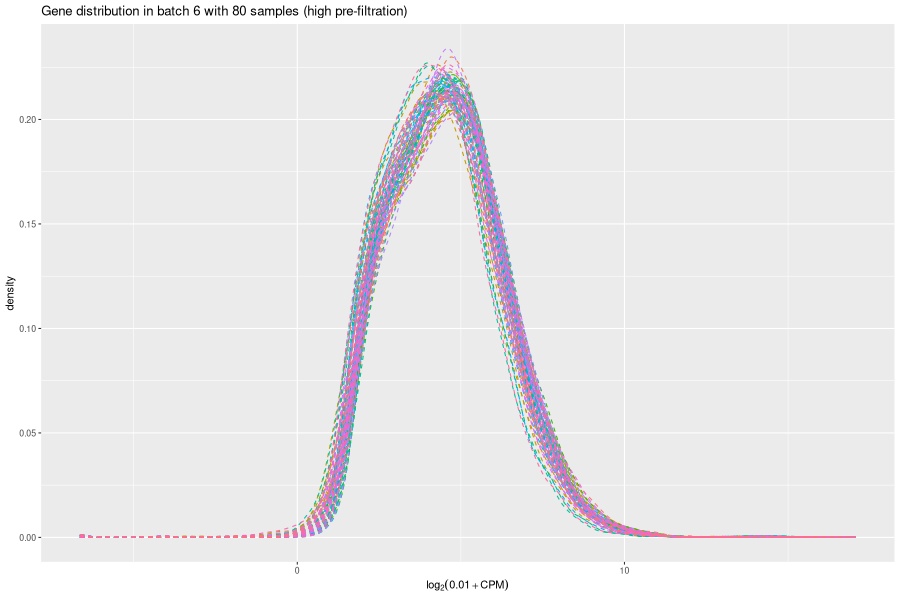 Gene distribution in batch 6 with 80 samples (high pre-filtration)
0.20
0.15
0.10
0.05
0.00
density
0
10
log₂(0.01 + CPM)